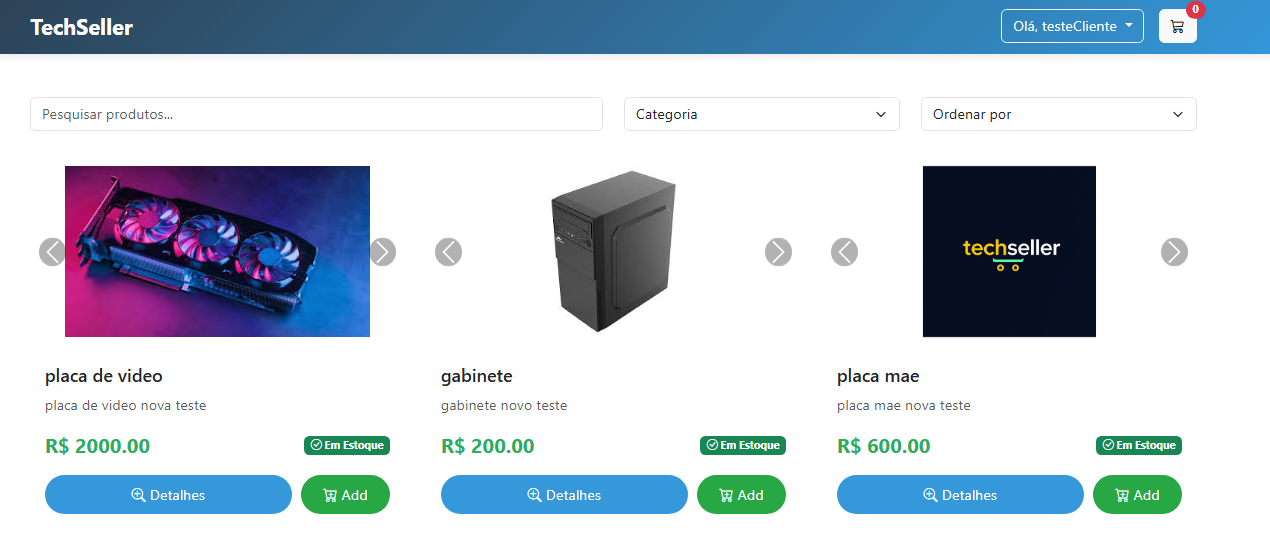 TechSeller
Olá, testeCliente
0
Pesquisar produtos...
Categoria
Ordenar por
techseller
placa de video
placa de video nova teste
R$ 2000.00
Em Estoque
Detalhes
Add
gabinete
gabinete novo teste
R$ 200.00
Em Estoque
Detalhes
Add
placa mae
placa mae nova teste
R$ 600.00
Em Estoque
Detalhes
Add